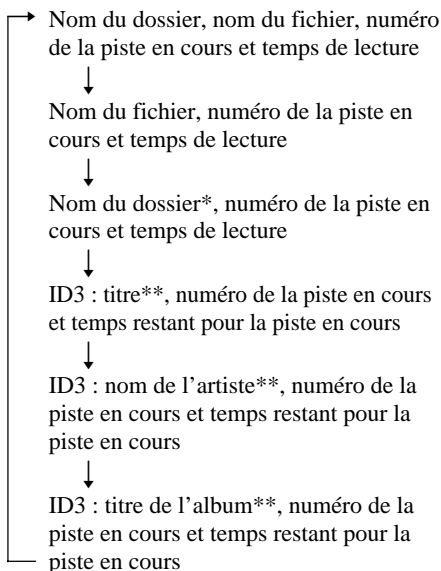 Nom du dossier, nom du fichier, numéro
de la piste en cours et temps de lecture
Nom du fichier, numéro de la piste en
cours et temps de lecture
Nom du dossier*, numéro de la piste en
cours et temps de lecture
ID3 : titre**, numéro de la piste en cours
et temps restant pour la piste en cours
ID3 : nom de l’artiste**, numéro de la
piste en cours et temps restant pour la
piste en cours
ID3 : titre de l’album**, numéro de la
piste en cours et temps restant pour la
piste en cours